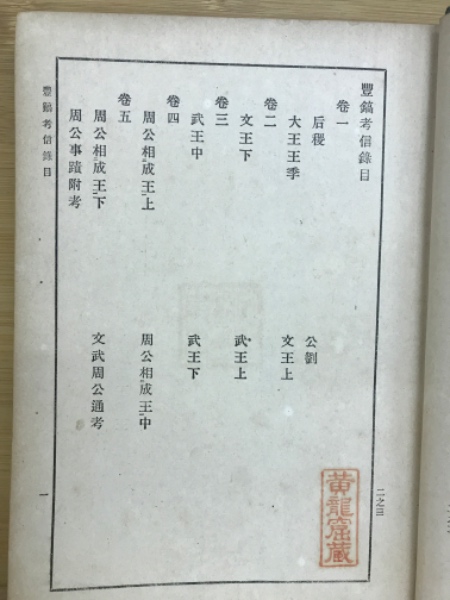 豐鎬考信錄目
卷一
后稷
公劉
大王王季
文王上
卷二
文王下
武王上
卷三
武王中
武王下
卷四
周公相成王上
周公相成王中
卷五
周公相成王下
文武周公通考
周公事蹟附考
豐鎬考信錄目
一
二之三
黃龍窟藏